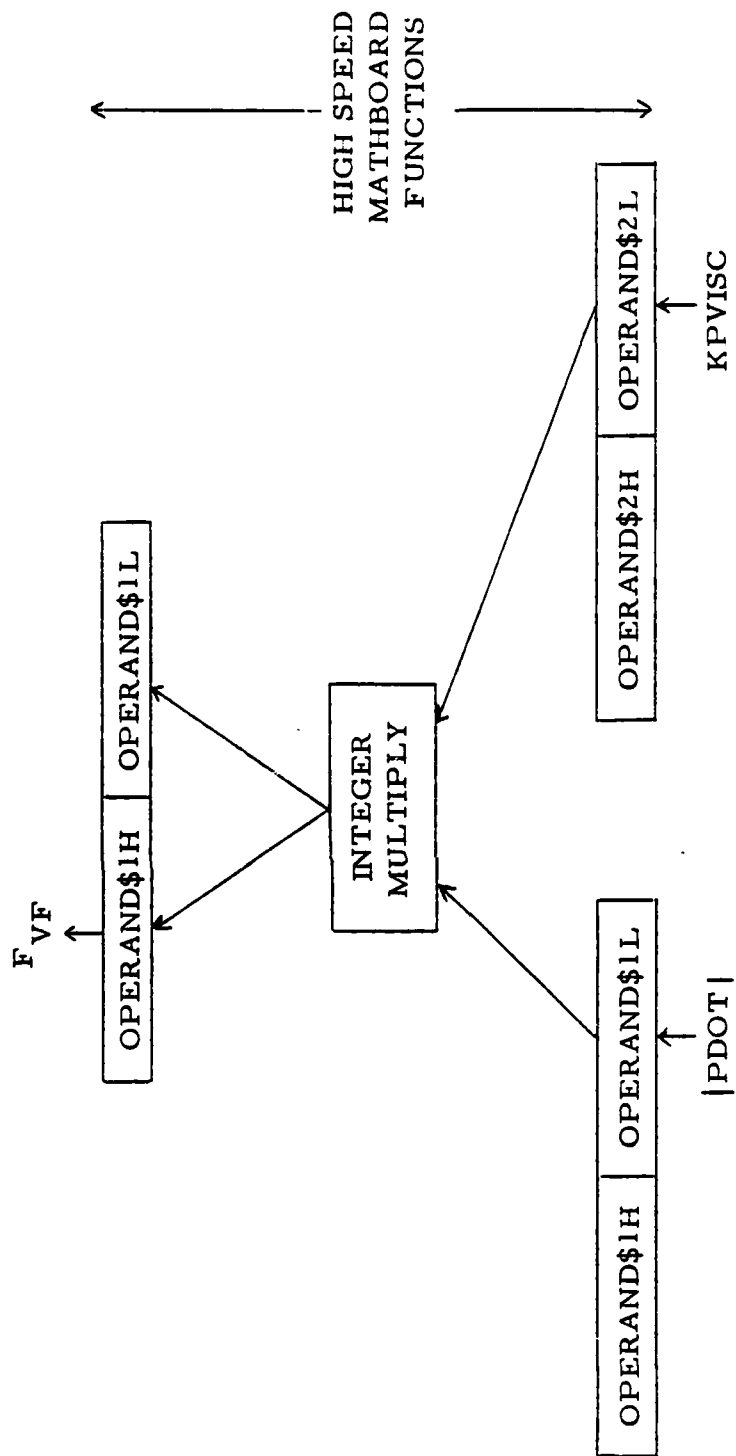 F VF
OPERAND$1H OPERAND$1L
INTEGER
MULTIPLY
HIGH SPEED
MATHBOARD
FUNCTIONS
OPERAND$1H OPERAND$1L OPERAND$2H OPERAND$2L
|PDOT| KPVISC